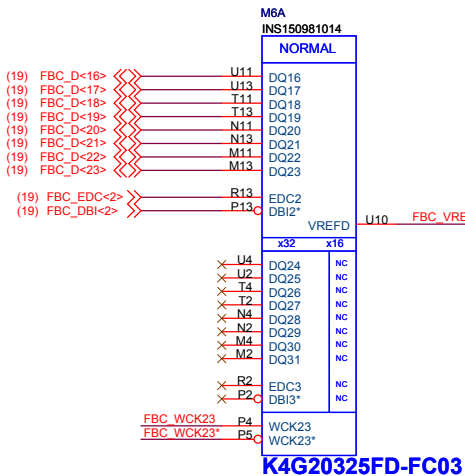 M6A
INS150981014
NORMAL
(19) FBC_D<16> U11 DQ16
(19) FBC_D<17> U13 DQ17
(19) FBC_D<18> T11 DQ18
(19) FBC_D<19> T13 DQ19
(19) FBC_D<20> N11 DQ20
(19) FBC_D<21> N13 DQ21
(19) FBC_D<22> M11 DQ22
(19) FBC_D<23> M13 DQ23
(19) FBC_EDC<2> R13 EDC2
(19) FBC_DBI<2> P13 DBI2*
VREFD U10 FBC_VRE
x32 x16
U4 DQ24 NC
U2 DQ25 NC
T4 DQ26 NC
T2 DQ27 NC
N4 DQ28 NC
N2 DQ29 NC
M4 DQ30 NC
M2 DQ31 NC
R2 EDC3 NC
P2 DBI3* NC
FBC_WCK23 P4 WCK23
FBC_WCK23* P5 WCK23*
K4G20325FD-FC03